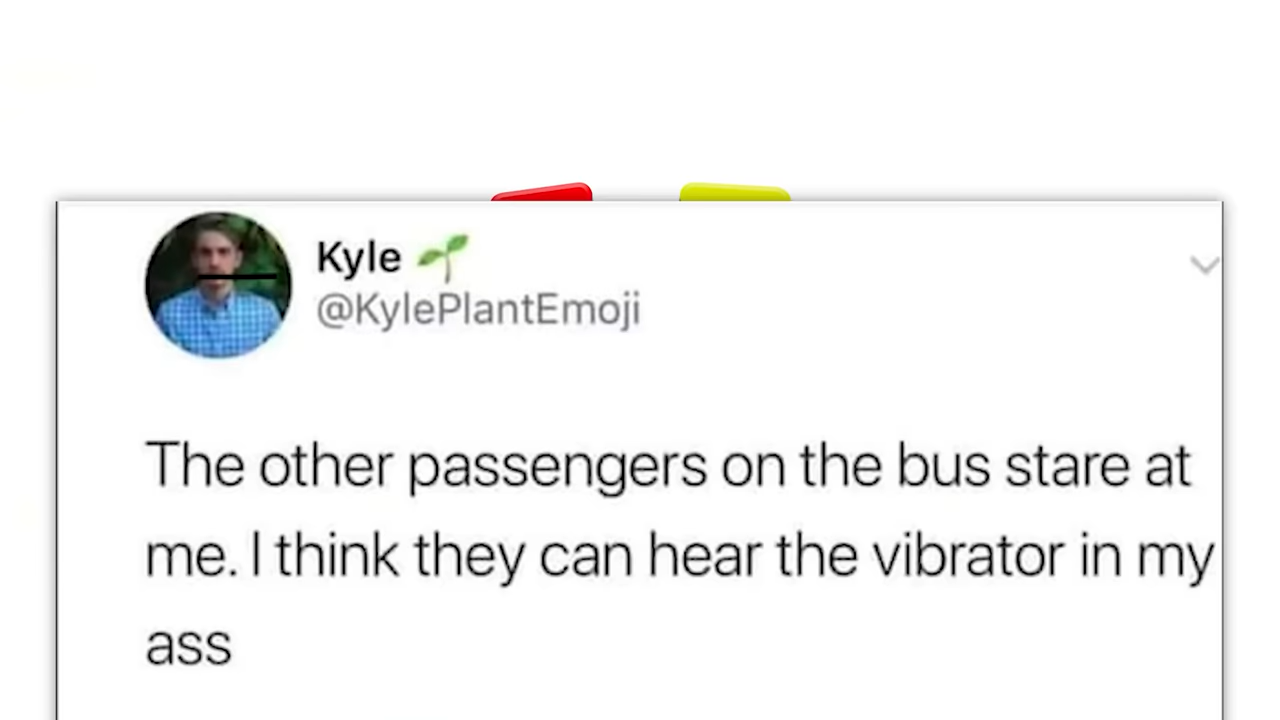 Kyle 🌱
@KylePlantEmoji
The other passengers on the bus stare at
me. I think they can hear the vibrator in my
ass